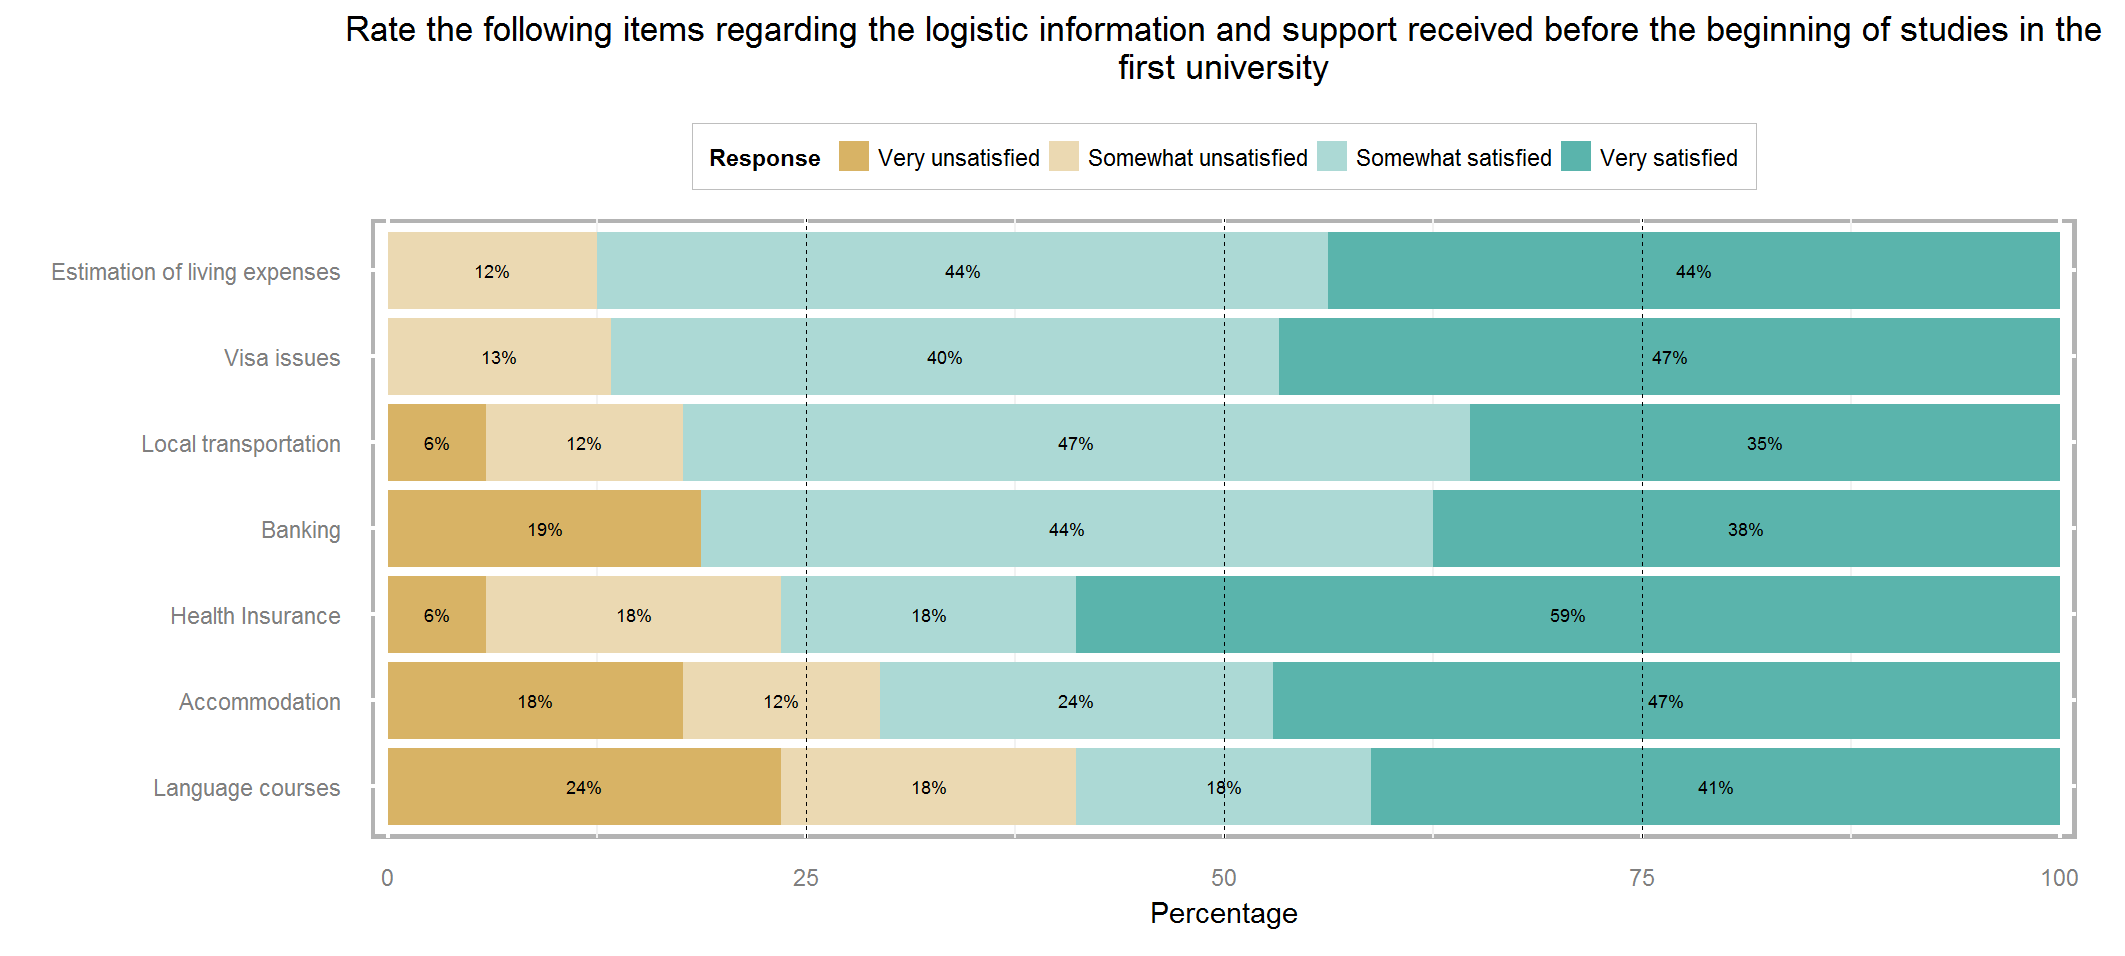 Rate the following items regarding the logistic information and support received before the beginning of studies in the
first university
Response Very unsatisfied Somewhat unsatisfied Somewhat satisfied Very satisfied
Estimation of living expenses 12% 44% 44%
Visa issues 13% 40% 47%
Local transportation 6% 12% 47% 35%
Banking 19% 44% 38%
Health Insurance 6% 18% 18% 59%
Accommodation 18% 12% 24% 47%
Language courses 24% 18% 18% 41%
0 25 50 75 100
Percentage